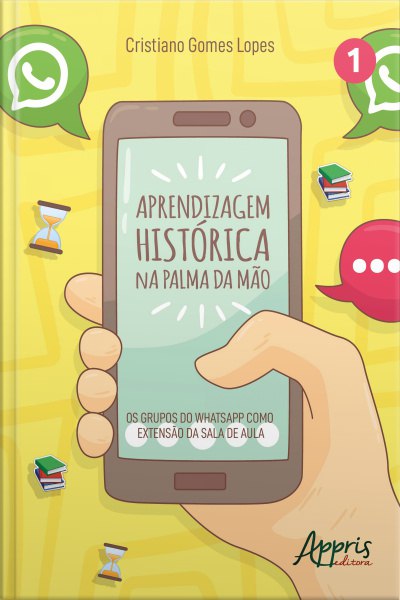 Cristiano Gomes Lopes
1
APRENDIZAGEM
HISTÓRICA
NA PALMA DA MÃO
OS GRUPOS DO WHATSAPP COMO
EXTENSÃO DA SALA DE AULA
Appris
editora